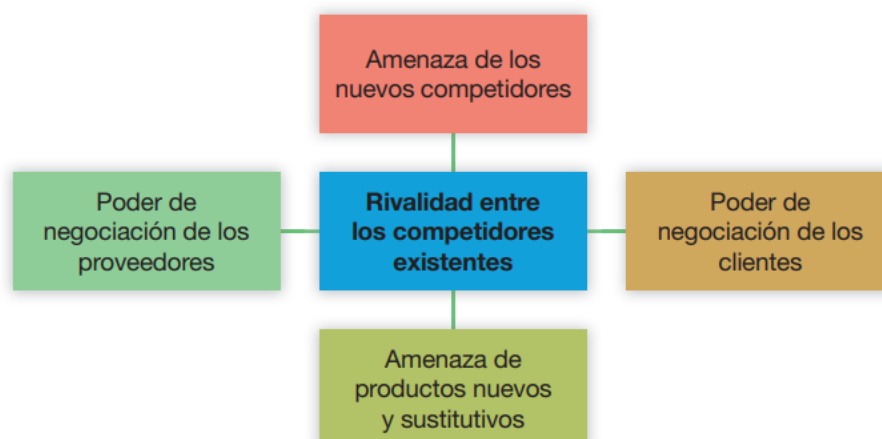 Amenaza de los
nuevos competidores
Poder de
negociación de los
proveedores
Rivalidad entre
los competidores
existentes
Poder de
negociación de los
clientes
Amenaza de
productos nuevos
y sustitutivos